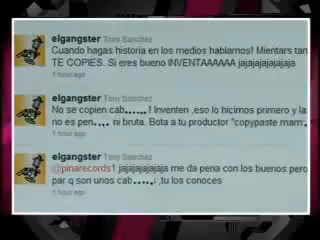 elgangster Tony Sanchez
Cuando hagas historia en los medios hablamos! Mientars tan
TE COPIES. Si eres bueno INVENTAAAAAA jajajajajajajaja
1 hour ago
elgangster Tony Sanchez
No se copien cab.....! Inventen ,eso lo hicimos primero y la
no es pen.. ni bruta. Bota a tu productor "copypaste mam.
1 hour ago
elgangster Tony Sanchez
@pinarecords1 jajajajajajaja me da pena con los buenos pero
par q son unos cab.....¡ ,tu los conoces
1 hour ago